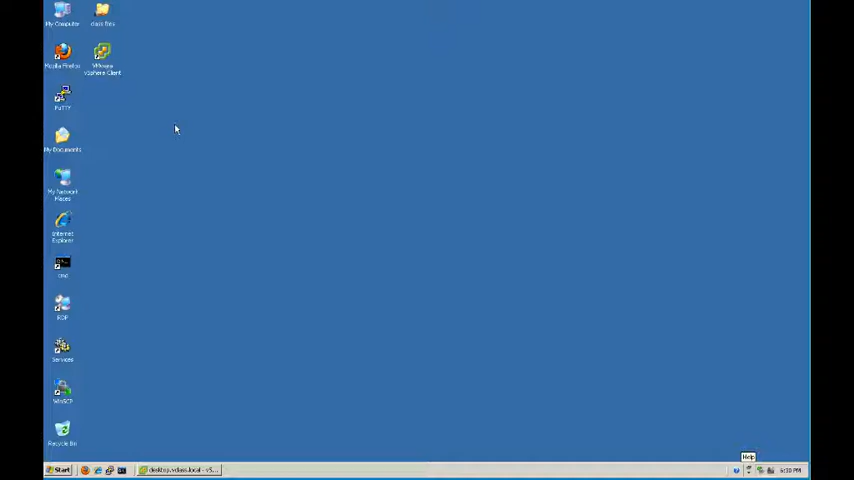 My Computer
class files
Mozilla Firefox
VMware
vSphere Client
PuTTY
My Documents
My Network
Places
Internet
Explorer
cmd
RDP
Services
WinSCP
Recycle Bin
Help
Start
desktop.vclass.local - vS...
6:30 PM